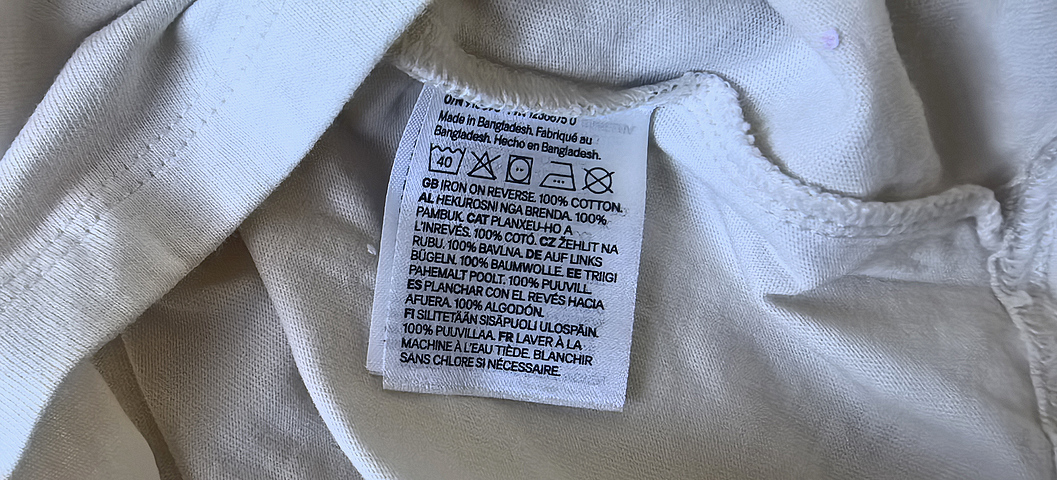 Made in Bangladesh. Fabriqué au
Bangladesh. Hecho en Bangladesh.
40
GB IRON ON REVERSE. 100% COTTON.
AL HEKUROSNI NGA BRENDA. 100%
PAMBUK. CAT PLANXEU-HO A
L'INREVÉS. 100% COTÓ. CZ ŽEHLIT NA
RUBU. 100% BAVLNA. DE AUF LINKS
BÜGELN. 100% BAUMWOLLE. EE TRIIGI
PAHEMALT POOLT. 100% PUUVILL.
ES PLANCHAR CON EL REVÉS HACIA
AFUERA. 100% ALGODÓN.
FI SILITETÄÄN SISÄPUOLI ULOSPÄIN.
100% PUUVILLAA. FR LAVER À LA
MACHINE À L'EAU TIÈDE. BLANCHIR
SANS CHLORE SI NÉCESSAIRE.